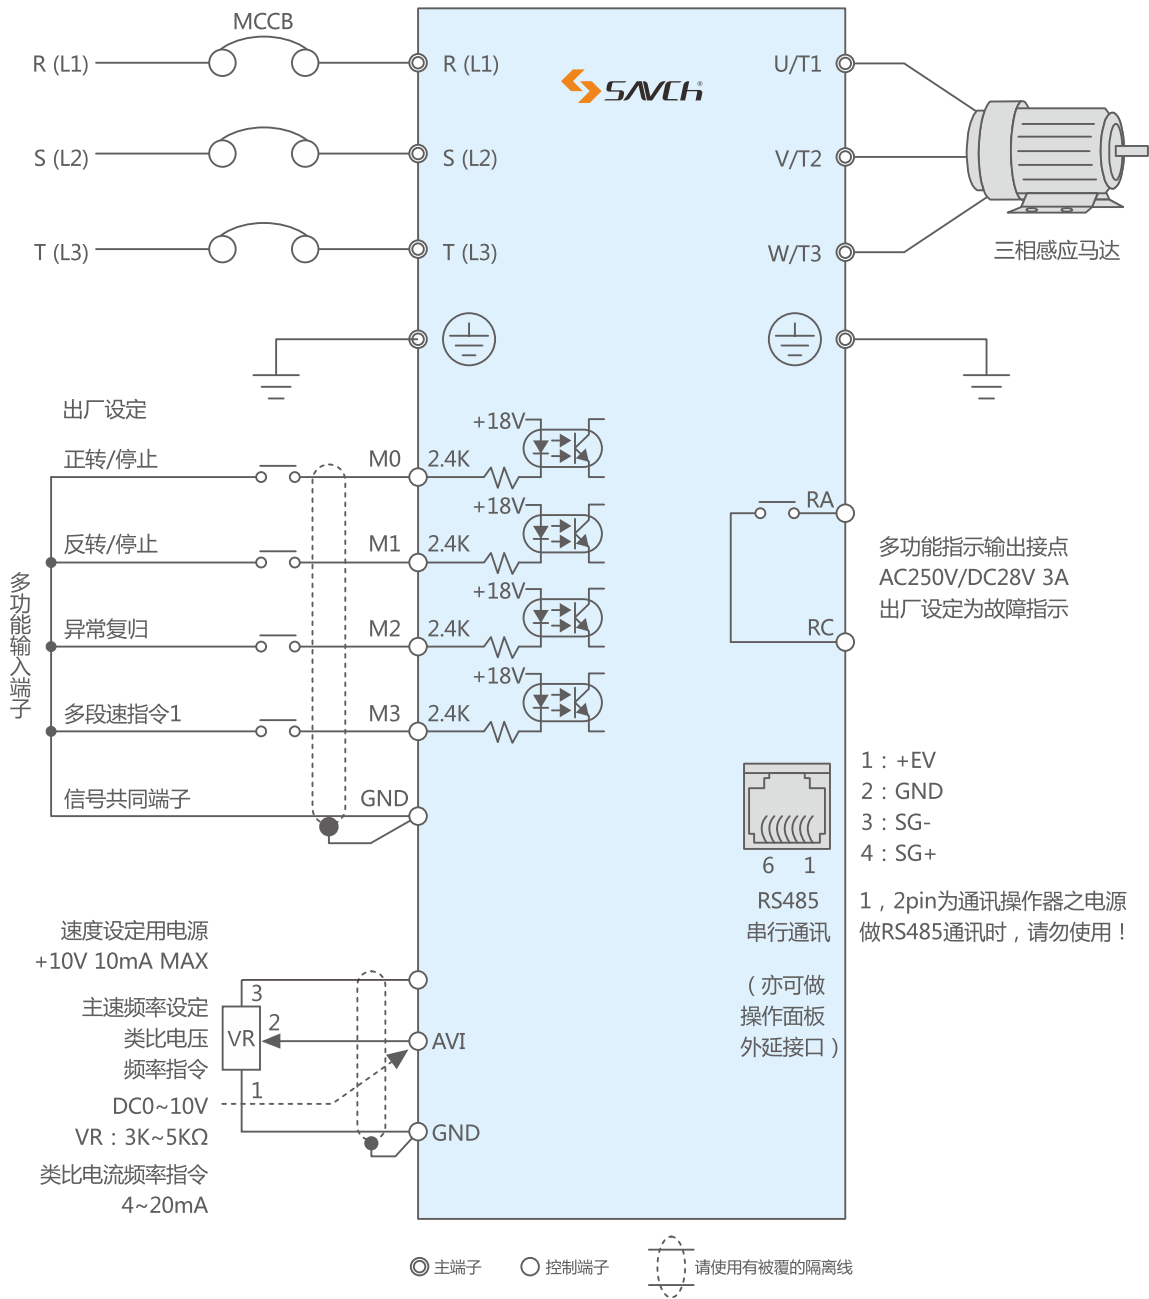 MCCB
R (L1)
R (L1)
SAVCH®
U/T1
S (L2)
S (L2)
V/T2
T (L3)
T (L3)
W/T3
三相感应马达
出厂设定
正转/停止
M0
2.4K
+18V
反转/停止
M1
2.4K
+18V
异常复归
M2
2.4K
+18V
多段速指令1
M3
2.4K
+18V
信号共同端子
GND
多功能输入端子
RA
RC
多功能指示输出接点
AC250V/DC28V 3A
出厂设定为故障指示
1：+EV
2：GND
3：SG-
4：SG+
6 1
RS485
串行通讯
1，2pin为通讯操作器之电源
做RS485通讯时，请勿使用！
（亦可做
操作面板
外延接口）
速度设定用电源
+10V 10mA MAX
主速频率设定
类比电压
频率指令
DC0~10V
VR：3K~5KΩ
类比电流频率指令
4~20mA
3
VR
2
1
AVI
GND
主端子
控制端子
请使用有被覆的隔离线